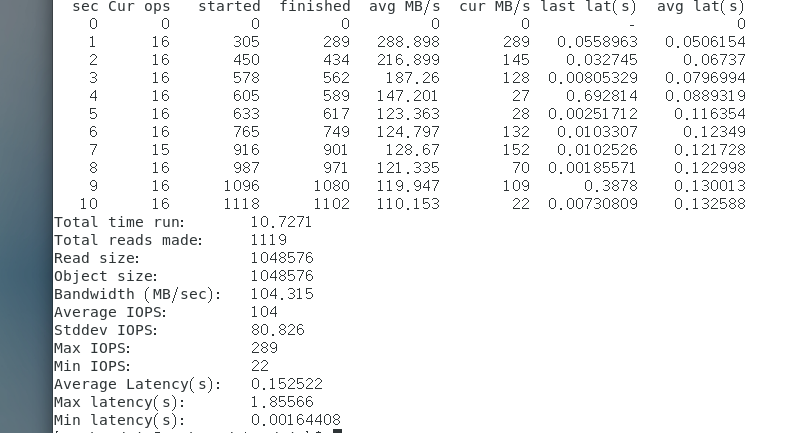 sec Cur ops started finished avg MB/s cur MB/s last lat(s) avg lat(s)
0 0 0 0 0 0 - 0
1 16 305 289 288.898 289 0.0558963 0.0506154
2 16 450 434 216.899 145 0.032745 0.06737
3 16 578 562 187.26 128 0.00805329 0.0796994
4 16 605 589 147.201 27 0.692814 0.0889319
5 16 633 617 123.363 28 0.00251712 0.116354
6 16 765 749 124.797 132 0.0103307 0.12349
7 15 916 901 128.67 152 0.0102526 0.121728
8 16 987 971 121.335 70 0.00185571 0.122998
9 16 1096 1080 119.947 109 0.3878 0.130013
10 16 1118 1102 110.153 22 0.00730809 0.132588
Total time run: 10.7271
Total reads made: 1119
Read size: 1048576
Object size: 1048576
Bandwidth (MB/sec): 104.315
Average IOPS: 104
Stddev IOPS: 80.826
Max IOPS: 289
Min IOPS: 22
Average Latency(s): 0.152522
Max latency(s): 1.85566
Min latency(s): 0.00164408